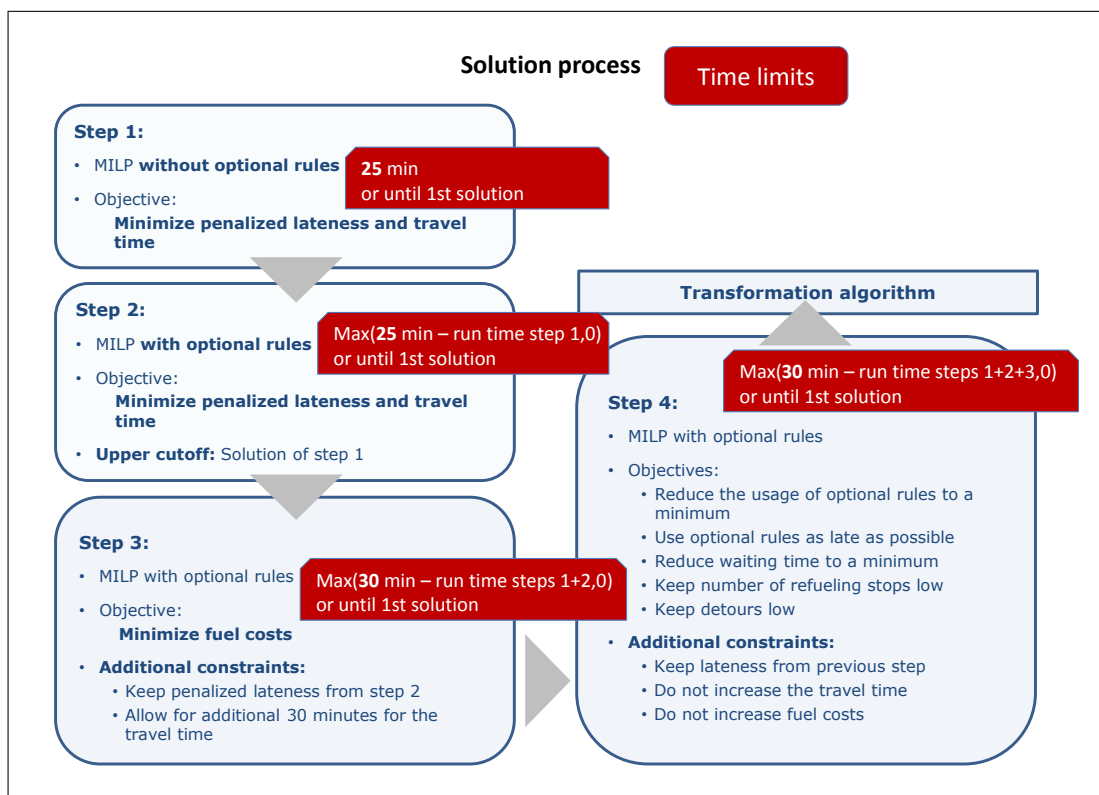 Solution process
Time limits
Step 1:
• MILP without optional rules
• Objective:
Minimize penalized lateness and travel
time
25 min
or until 1st solution
Step 2:
• MILP with optional rules
• Objective:
Minimize penalized lateness and travel
time
• Upper cutoff: Solution of step 1
Max(25 min – run time step 1,0)
or until 1st solution
Step 3:
• MILP with optional rules
• Objective:
Minimize fuel costs
• Additional constraints:
• Keep penalized lateness from step 2
• Allow for additional 30 minutes for the
travel time
Max(30 min – run time steps 1+2,0)
or until 1st solution
Transformation algorithm
Max(30 min – run time steps 1+2+3,0)
or until 1st solution
Step 4:
• MILP with optional rules
• Objectives:
• Reduce the usage of optional rules to a
minimum
• Use optional rules as late as possible
• Reduce waiting time to a minimum
• Keep number of refueling stops low
• Keep detours low
• Additional constraints:
• Keep lateness from previous step
• Do not increase the travel time
• Do not increase fuel costs